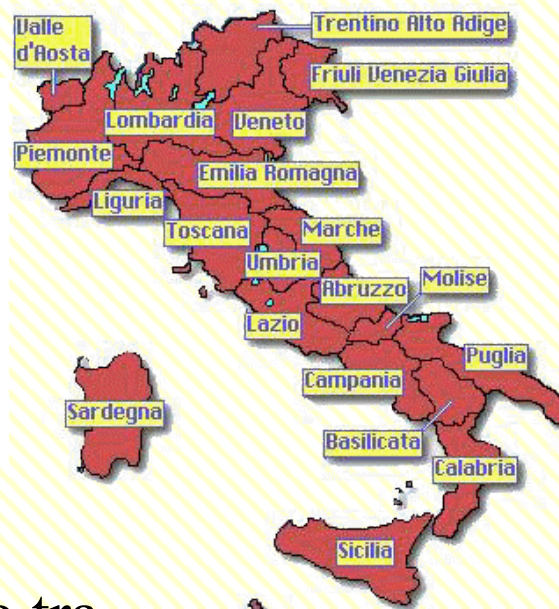 Valle
d'Aosta
Trentino Alto Adige
Friuli Venezia Giulia
Lombardia
Veneto
Piemonte
Emilia Romagna
Liguria
Toscana
Marche
Umbria
Abruzzo
Molise
Lazio
Puglia
Campania
Sardegna
Basilicata
Calabria
Sicilia
tra